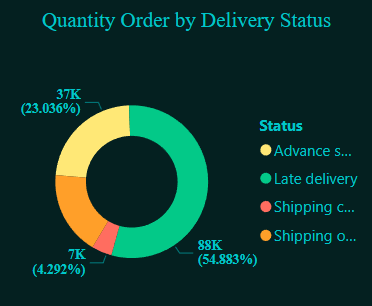 Quantity Order by Delivery Status
37K
(23.036%)
Status
Advance s...
Late delivery
Shipping c...
Shipping o...
7K
(4.292%)
88K
(54.883%)